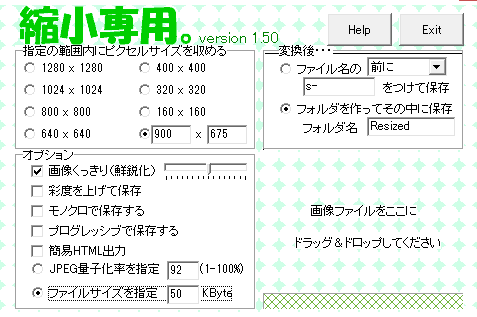 縮小専用。version 1.50
Help
Exit
指定の範囲内にピクセルサイズを収める
1280 x 1280
400 x 400
1024 x 1024
320 x 320
800 x 800
160 x 160
640 x 640
900 x 675
変換後・・・
ファイル名の 前に
s- をつけて保存
フォルダを作ってその中に保存
フォルダ名 Resized
オプション
画像くっきり(鮮鋭化)
彩度を上げて保存
モノクロで保存する
プログレッシブで保存する
簡易HTML出力
JPEG量子化率を指定 92 (1-100%)
ファイルサイズを指定 50 KByte
画像ファイルをここに
ドラッグ＆ドロップしてください